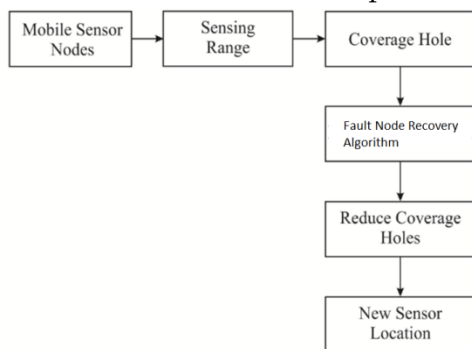 Mobile Sensor
Nodes
Sensing
Range
Coverage Hole
Fault Node Recovery
Algorithm
Reduce Coverage
Holes
New Sensor
Location